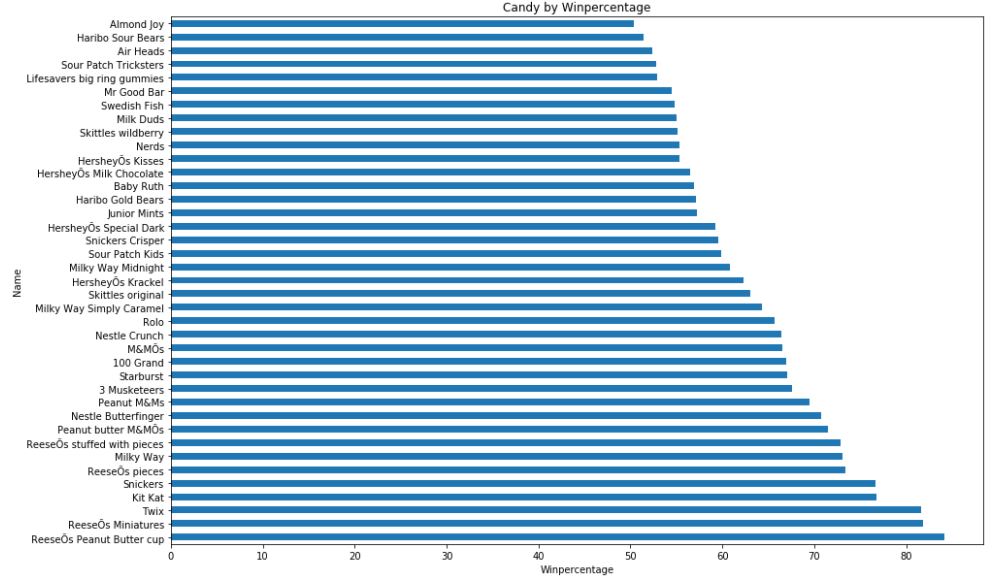 Candy by Winpercentage
Almond Joy
Haribo Sour Bears
Air Heads
Sour Patch Tricksters
Lifesavers big ring gummies
Mr Good Bar
Swedish Fish
Milk Duds
Skittles wildberry
Nerds
HersheyÕs Kisses
HersheyÕs Milk Chocolate
Baby Ruth
Haribo Gold Bears
Junior Mints
HersheyÕs Special Dark
Snickers Crisper
Sour Patch Kids
Milky Way Midnight
HersheyÕs Krackel
Skittles original
Milky Way Simply Caramel
Rolo
Nestle Crunch
M&MÕs
100 Grand
Starburst
3 Musketeers
Peanut M&Ms
Nestle Butterfinger
Peanut butter M&MÕs
ReeseÕs stuffed with pieces
Milky Way
ReeseÕs pieces
Snickers
Kit Kat
Twix
ReeseÕs Miniatures
ReeseÕs Peanut Butter cup
Name
0 10 20 30 40 50 60 70 80
Winpercentage